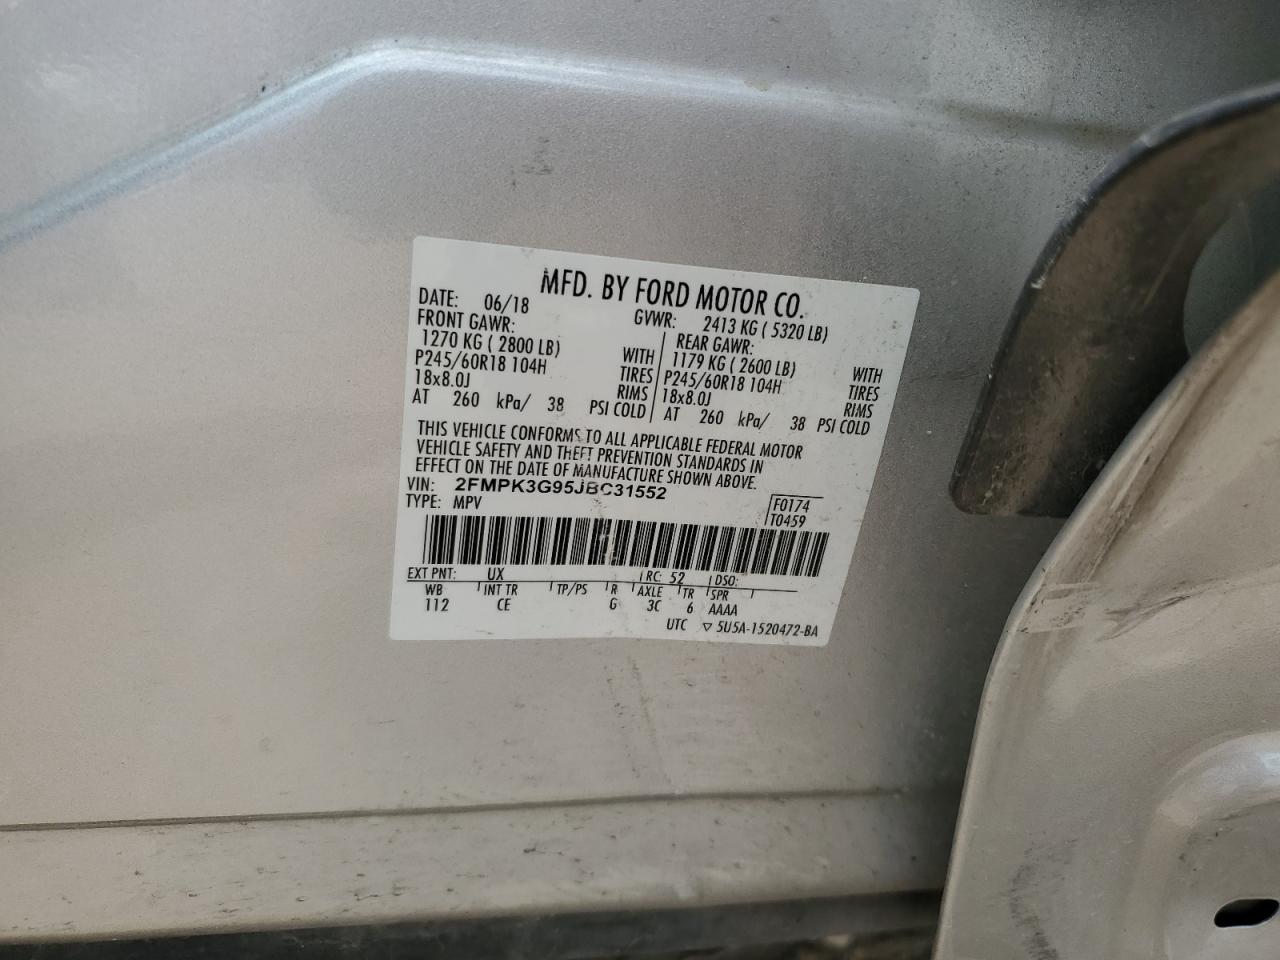 MFD. BY FORD MOTOR CO.
DATE: 06/18 GVWR: 2413 KG ( 5320 LB)
FRONT GAWR: REAR GAWR:
1270 KG ( 2800 LB) WITH 1179 KG ( 2600 LB) WITH
P245/60R18 104H TIRES P245/60R18 104H TIRES
18x8.0J RIMS 18x8.0J RIMS
AT 260 kPa/ 38 PSI COLD AT 260 kPa/ 38 PSI COLD
THIS VEHICLE CONFORMS TO ALL APPLICABLE FEDERAL MOTOR
VEHICLE SAFETY AND THEFT PREVENTION STANDARDS IN
EFFECT ON THE DATE OF MANUFACTURE SHOWN ABOVE.
VIN: 2FMPK3G95JBC31552
TYPE: MPV F0174
T0459
EXT PNT: UX RC: 52 DSO:
WB INT TR TP/PS R AXLE TR SPR
112 CE G 3C 6 AAAA
UTC ▽ 5U5A-1520472-BA